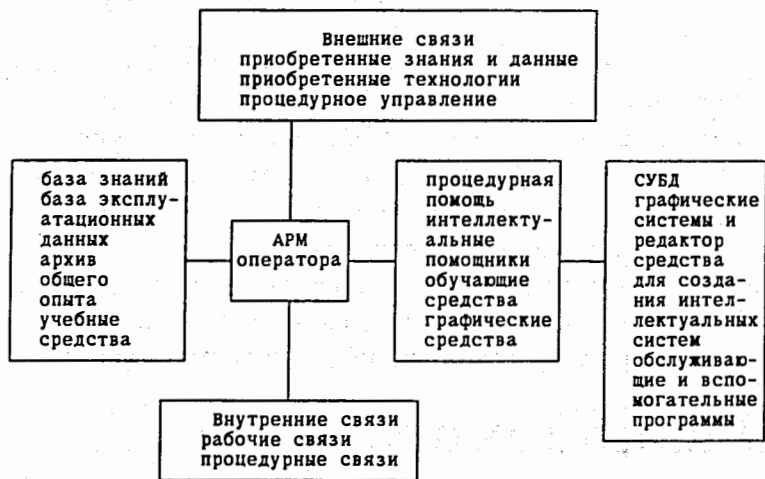 Внешние связи
приобретенные знания и данные
приобретенные технологии
процедурное управление
база знаний
база эксплу-
атационных
данных
архив
общего
опыта
учебные
средства
АРМ
оператора
процедурная
помощь
интеллекту-
альные
помощники
обучающие
средства
графические
средства
СУБД
графические
системы и
редактор
средства
для созда-
ния интел-
лектуальных
систем
обслуживаю-
щие и вспо-
могательные
программы
Внутренние связи
рабочие связи
процедурные связи